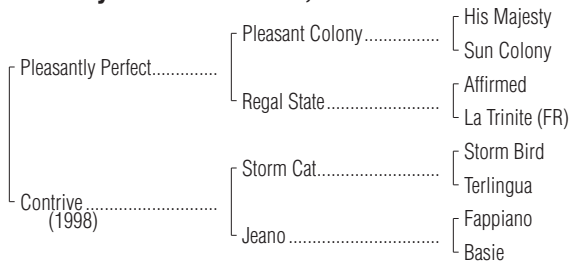 His Majesty
Pleasant Colony................
Sun Colony
Pleasantly Perfect..............
Affirmed
Regal State................................
La Trinite (FR)
Storm Bird
Storm Cat...................................
Terlingua
Contrive............................
(1998)
Fappiano
Jeano........................................
Basie